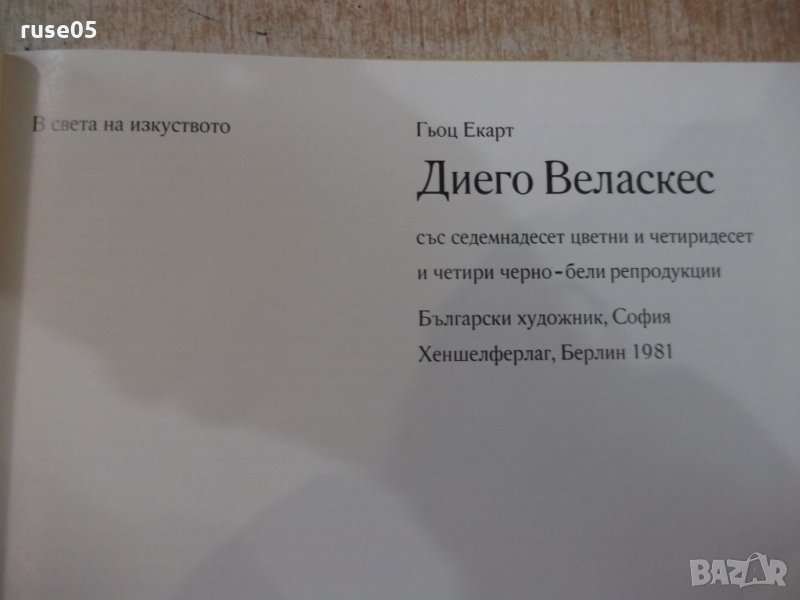 ruse05
В света на изкуството
Гьоц Екарт
Диего Веласкес
със седемнадесет цветни и четиридесет
и четири черно-бели репродукции
Български художник, София
Хеншелферлаг, Берлин 1981
BAZAR